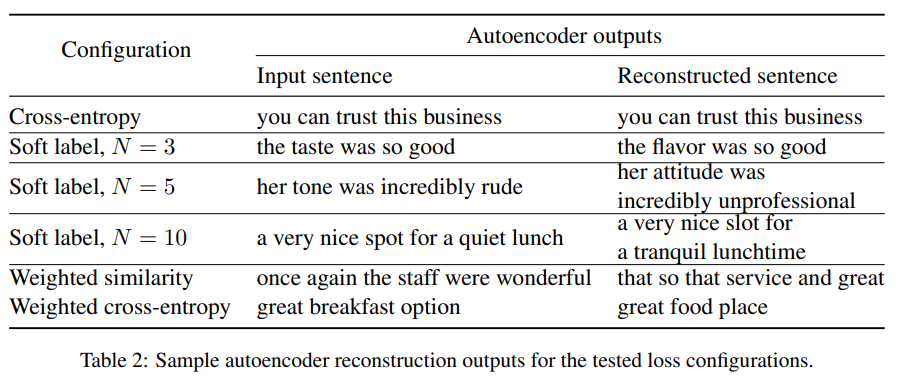 Configuration
Autoencoder outputs
Input sentence Reconstructed sentence
Cross-entropy you can trust this business you can trust this business
Soft label, N = 3 the taste was so good the flavor was so good
Soft label, N = 5 her tone was incredibly rude her attitude was
incredibly unprofessional
Soft label, N = 10 a very nice spot for a quiet lunch a very nice slot for
a tranquil lunchtime
Weighted similarity once again the staff were wonderful that so that service and great
Weighted cross-entropy great breakfast option great food place
Table 2: Sample autoencoder reconstruction outputs for the tested loss configurations.